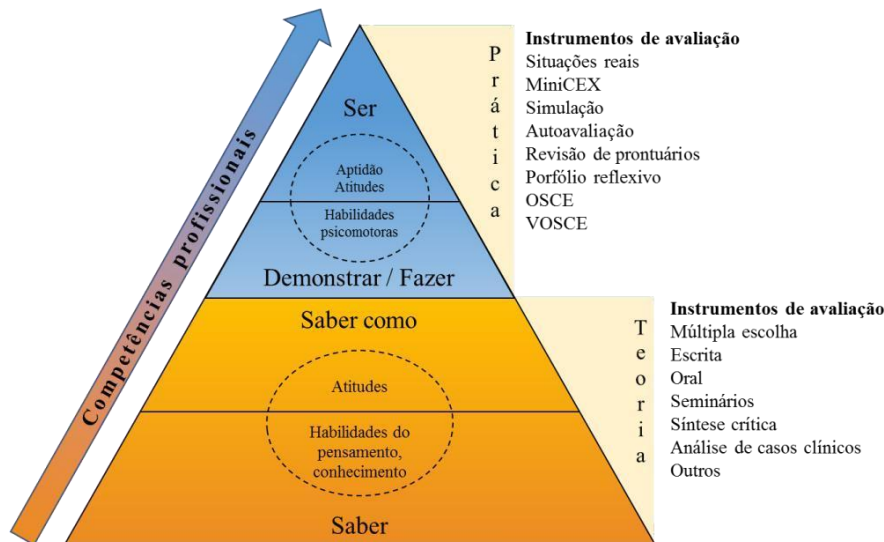 Competências profissionais
Ser
Aptidão
Atitudes
Habilidades
psicomotoras
Demonstrar / Fazer
Saber como
Atitudes
Habilidades do
pensamento,
conhecimento
Saber
Prática
Instrumentos de avaliação
Situações reais
MiniCEX
Simulação
Autoavaliação
Revisão de prontuários
Porfólio reflexivo
OSCE
VOSCE
Teoria
Instrumentos de avaliação
Múltipla escolha
Escrita
Oral
Seminários
Síntese crítica
Análise de casos clínicos
Outros